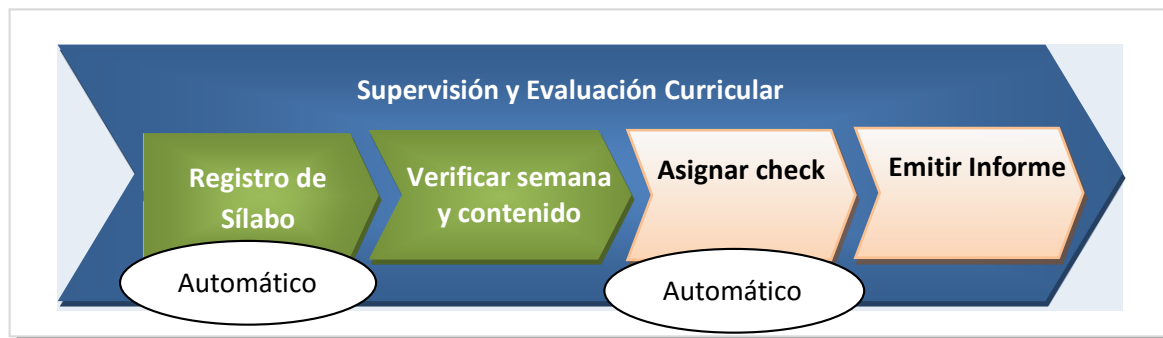 Supervisión y Evaluación Curricular
Registro de
Sílabo
Verificar semana
y contenido
Asignar check
Emitir Informe
Automático
Automático